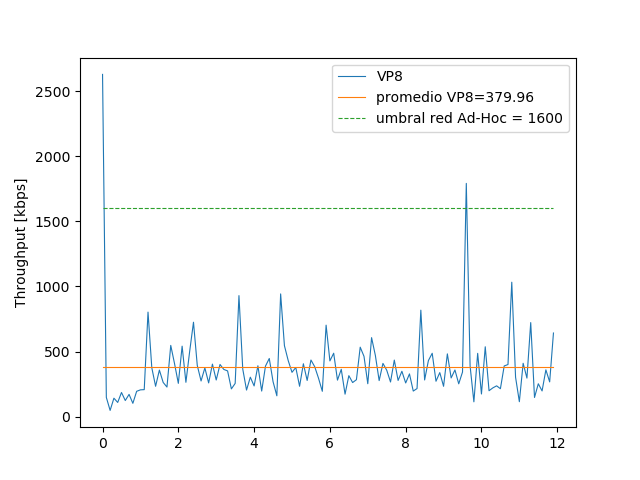 VP8
promedio VP8=379.96
umbral red Ad-Hoc = 1600
Throughput [kbps]
2500
2000
1500
1000
500
0
0 2 4 6 8 10 12